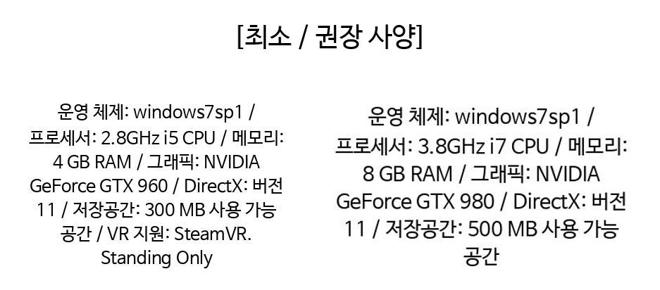 [최소 / 권장 사양]
운영 체제: windows7sp1 /
프로세서: 2.8GHz i5 CPU / 메모리:
4 GB RAM / 그래픽: NVIDIA
GeForce GTX 960 / DirectX: 버전
11 / 저장공간: 300 MB 사용 가능
공간 / VR 지원: SteamVR.
Standing Only
운영 체제: windows7sp1 /
프로세서: 3.8GHz i7 CPU / 메모리:
8 GB RAM / 그래픽: NVIDIA
GeForce GTX 980 / DirectX: 버전
11 / 저장공간: 500 MB 사용 가능
공간